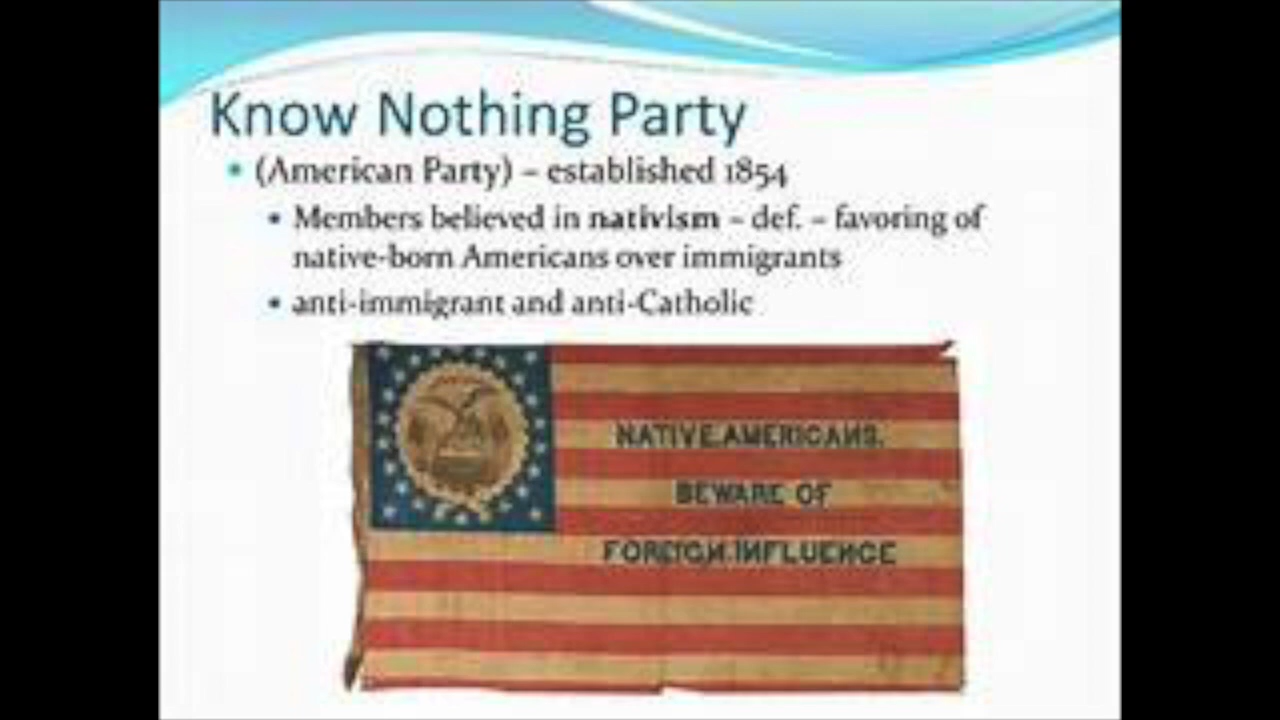 Know Nothing Party
(American Party) – established 1854
Members believed in nativism – def. – favoring of
native-born Americans over immigrants
anti-immigrant and anti-Catholic
NATIVE AMERICANS.
BEWARE OF
FOREIGN INFLUENCE